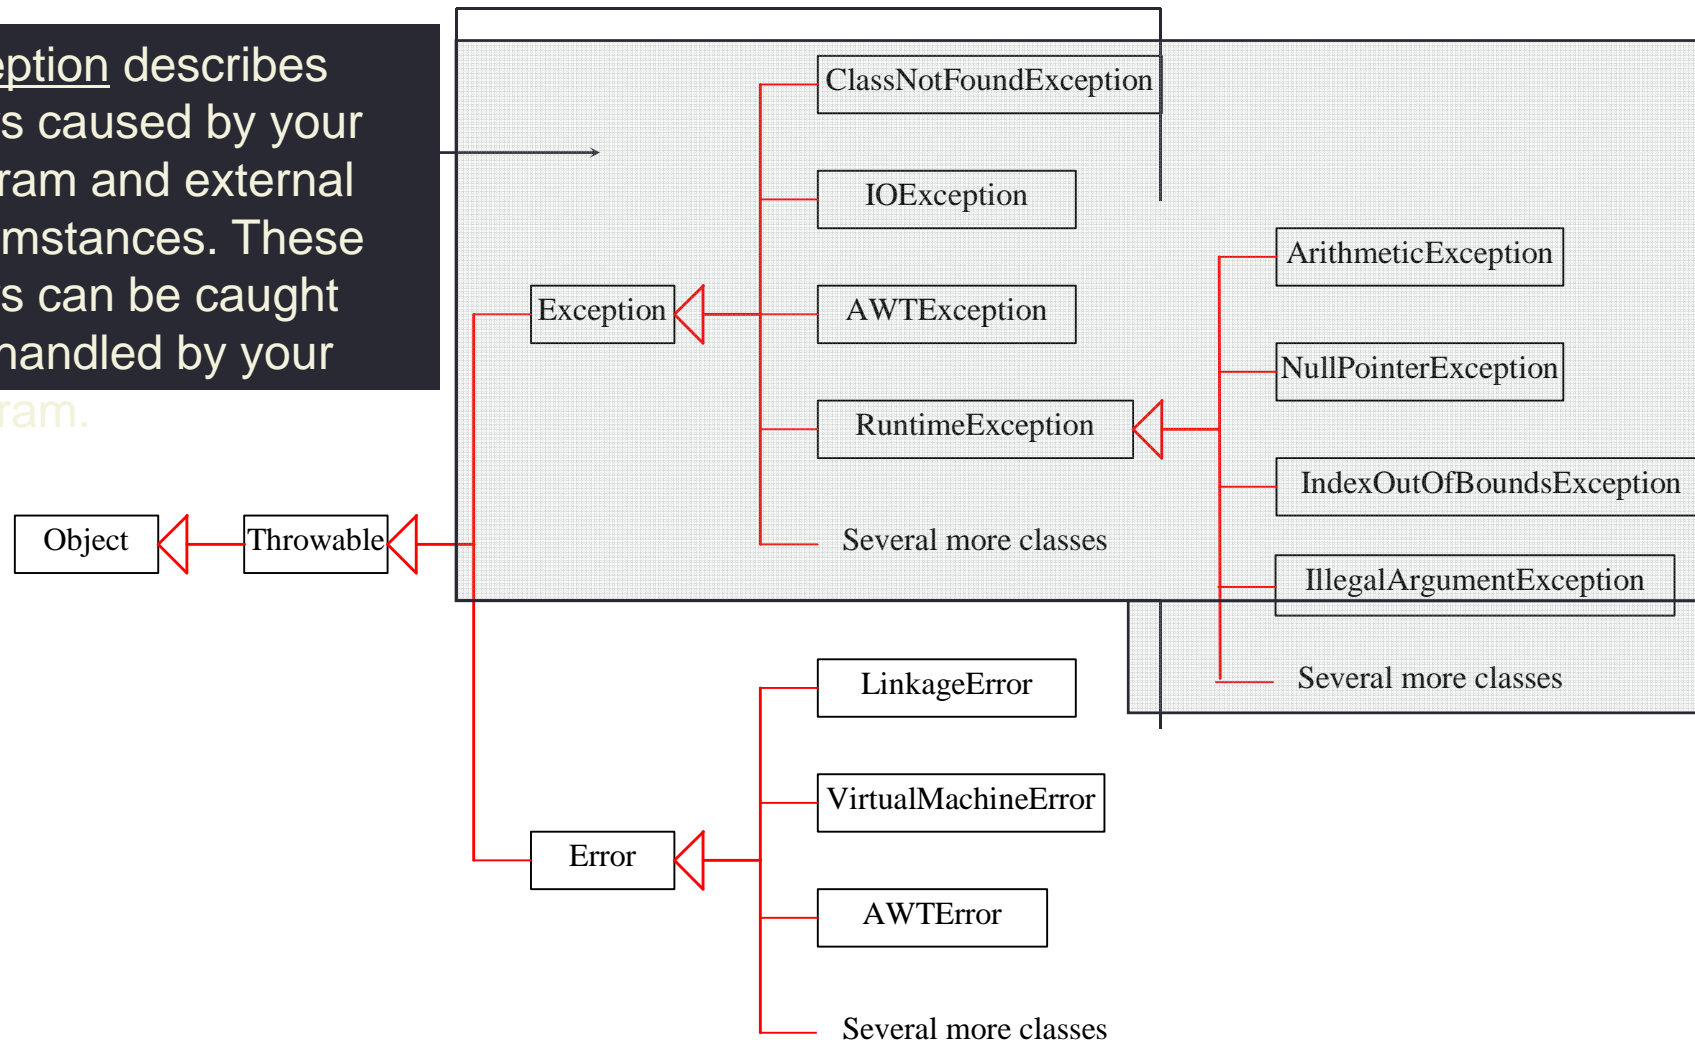 eption describes
s caused by your
ram and external
mstances. These
s can be caught
handled by your
ram.
ClassNotFoundException
IOException
ArithmeticException
Exception
AWTException
NullPointerException
RuntimeException
IndexOutOfBoundsException
Object
Throwable
Several more classes
IllegalArgumentException
LinkageError
Several more classes
VirtualMachineError
Error
AWTError
Several more classes